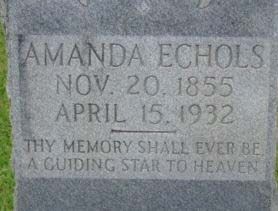 AMANDA ECHOLS
NOV. 20, 1855
APRIL 15, 1932
THY MEMORY SHALL EVER BE
A GUIDING STAR TO HEAVEN